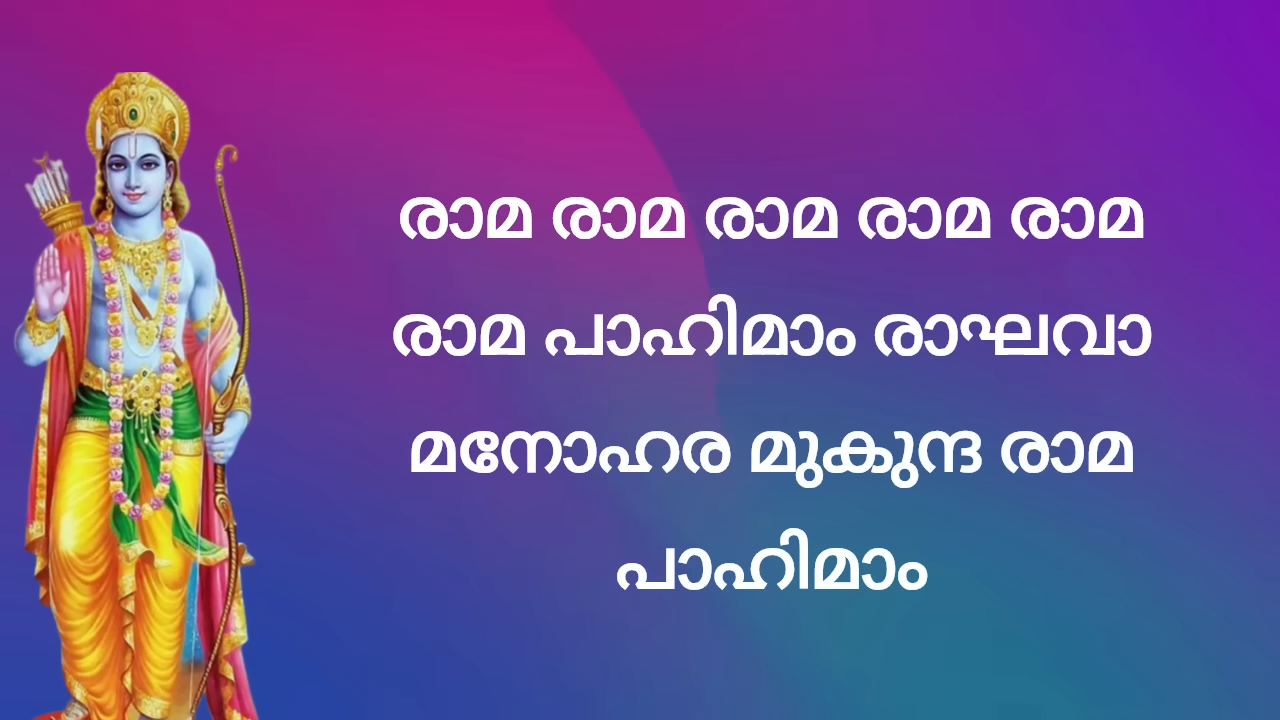 രാമ രാമ രാമ രാമ രാമ
രാമ പാഹിമാം രാഘവാ
മനോഹര മുകുന്ദ രാമ
പാഹിമാം